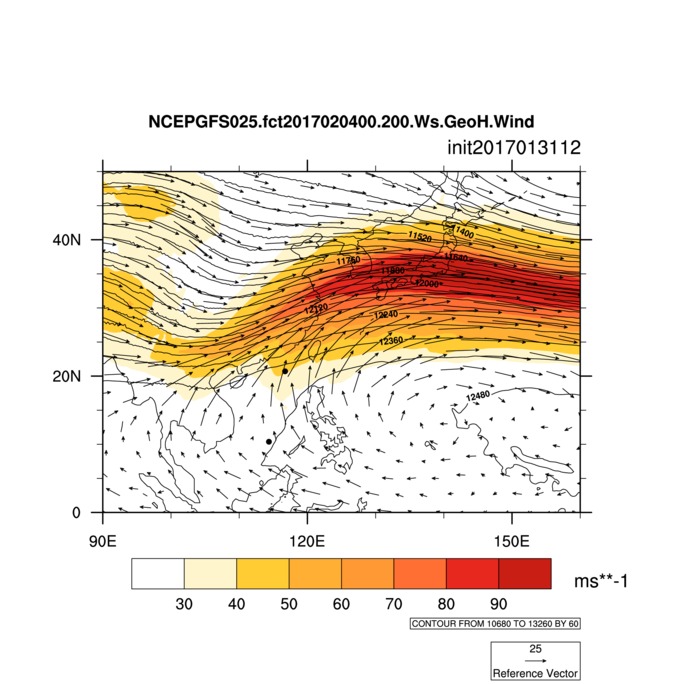 NCEPGFS025.fct2017020400.200.Ws.GeoH.Wind
init2017013112
40N
20N
0
11400
11520
11640
11760
11880
12000
12120
12240
12360
12480
90E 120E 150E
30 40 50 60 70 80 90
ms**-1
CONTOUR FROM 10680 TO 13260 BY 60
25
Reference Vector